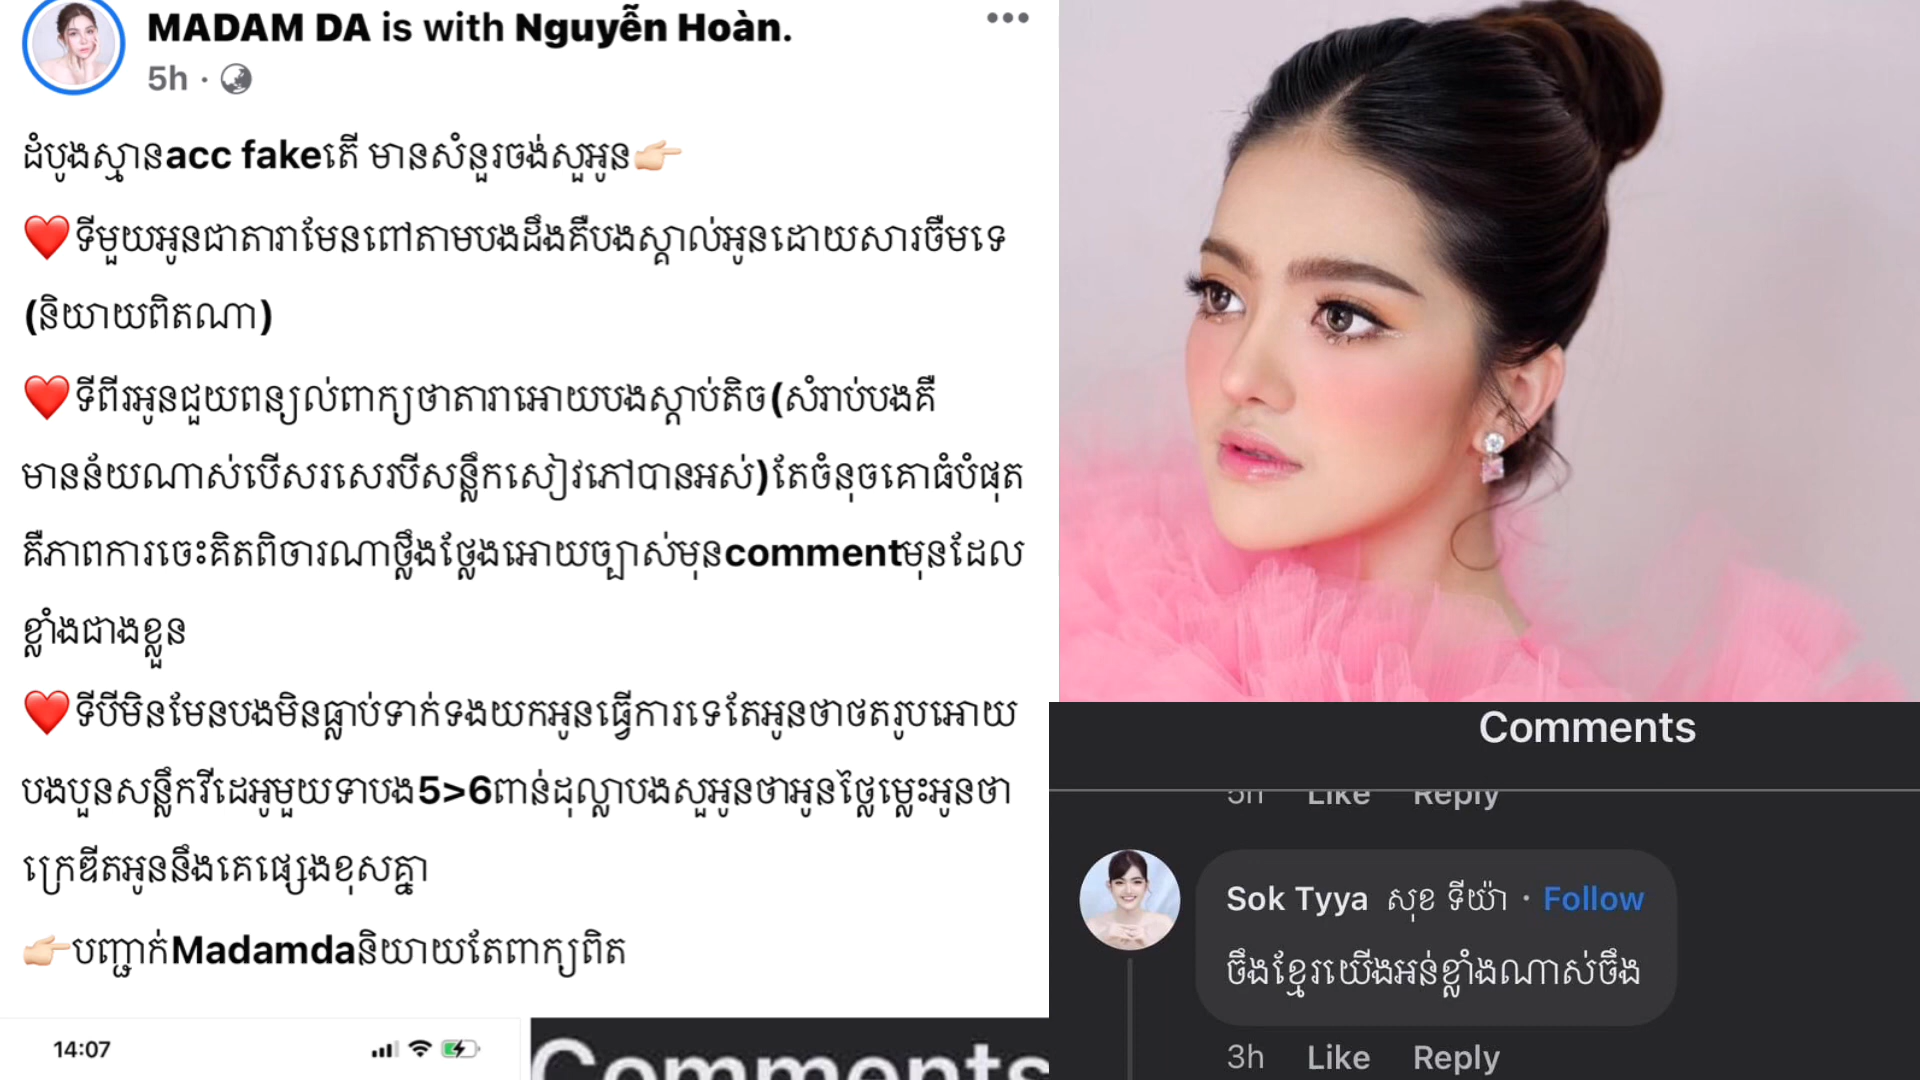 MADAM DA is with Nguyễn Hoàn.
5h ·
ដំបូងស្មានacc fakeតើ មានសំនួរចង់សួអូន👉🏻
❤️ទីមួយអូនជាតារាមែនពៅតាមបងដឹងគឺបងស្គាល់អូនដោយសារចឹមទេ
(និយាយពិតណា)
❤️ទីពីរអូនជួយពន្យល់ពាក្យថាតារាអោយបងស្តាប់តិច(សំរាប់បងគឺ
មានន័យណាស់បើសរសេរបីសន្លឹកសៀវភៅបានអស់)តែចំនុចគោធំបំផុត
គឺភាពការចេះគិតពិចារណាថ្លឹងថ្លែងអោយច្បាស់មុនcommentមុនដែល
ខ្លាំងជាងខ្លួន
❤️ទីបីមិនមែនបងមិនធ្លាប់ទាក់ទងយកអូនធ្វើការទេតែអូនថាថតរូបអោយ
បងបួនសន្លឹកវីដេអូមួយទាបង5>6ពាន់ដុល្លាបងសួអូនថាអូនថ្លៃម្លេះអូនថា
ក្រេឌីតអូននឹងគេផ្សេងខុសគ្នា
👉🏻បញ្ជាក់Madamdaនិយាយតែពាក្យពិត
14:07
Comments
Comments
5h Like Reply
Sok Tyya សុខ ទីយ៉ា · Follow
ចឹងខ្មែរយើងអន់ខ្លាំងណាស់ចឹង
3h Like Reply